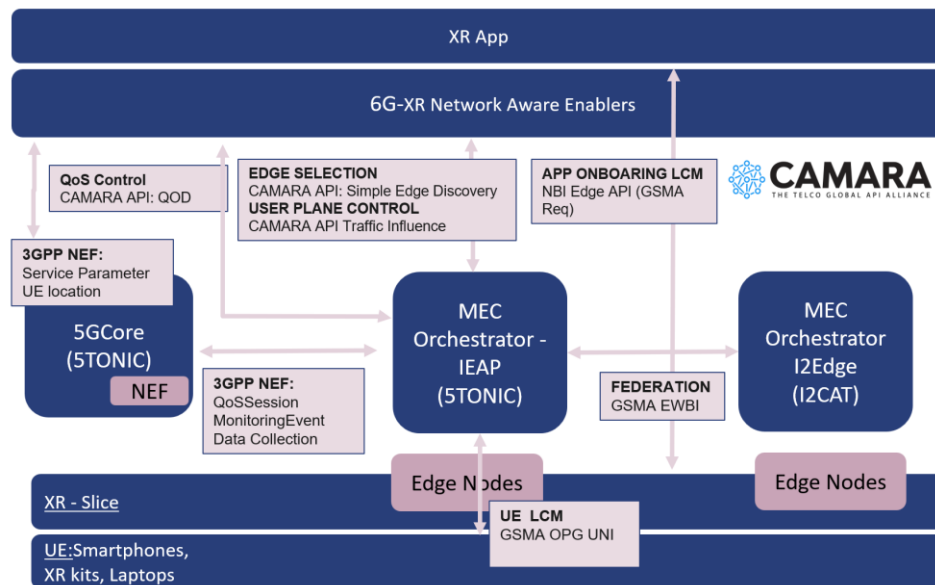 XR App
6G-XR Network Aware Enablers
QoS Control
CAMARA API: QOD
EDGE SELECTION
CAMARA API: Simple Edge Discovery
USER PLANE CONTROL
CAMARA API Traffic Influence
APP ONBOARING LCM
NBI Edge API (GSMA
Req)
CAMARA
THE TELCO GLOBAL API ALLIANCE
3GPP NEF:
Service Parameter
UE location
5GCore
(5TONIC)
NEF
3GPP NEF:
QoSSession
MonitoringEvent
Data Collection
MEC
Orchestrator -
IEAP
(5TONIC)
FEDERATION
GSMA EWBI
MEC
Orchestrator
I2Edge
(I2CAT)
Edge Nodes
Edge Nodes
XR - Slice
UE LCM
GSMA OPG UNI
UE:Smartphones,
XR kits, Laptops